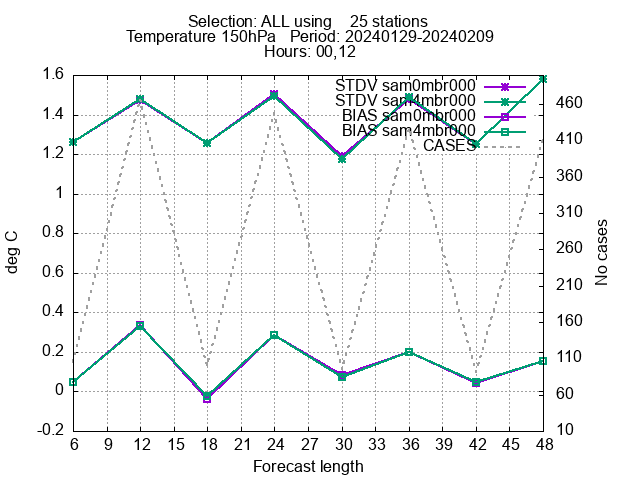 Selection: ALL using 25 stations
Temperature 150hPa Period: 20240129-20240209
Hours: 00,12
STDV sam0mbr000
STDV sam4mbr000
BIAS sam0mbr000
BIAS sam4mbr000
CASES
deg C
1.6
1.4
1.2
1
0.8
0.6
0.4
0.2
0
-0.2
No cases
460
410
360
310
260
210
160
110
60
10
6 9 12 15 18 21 24 27 30 33 36 39 42 45 48
Forecast length